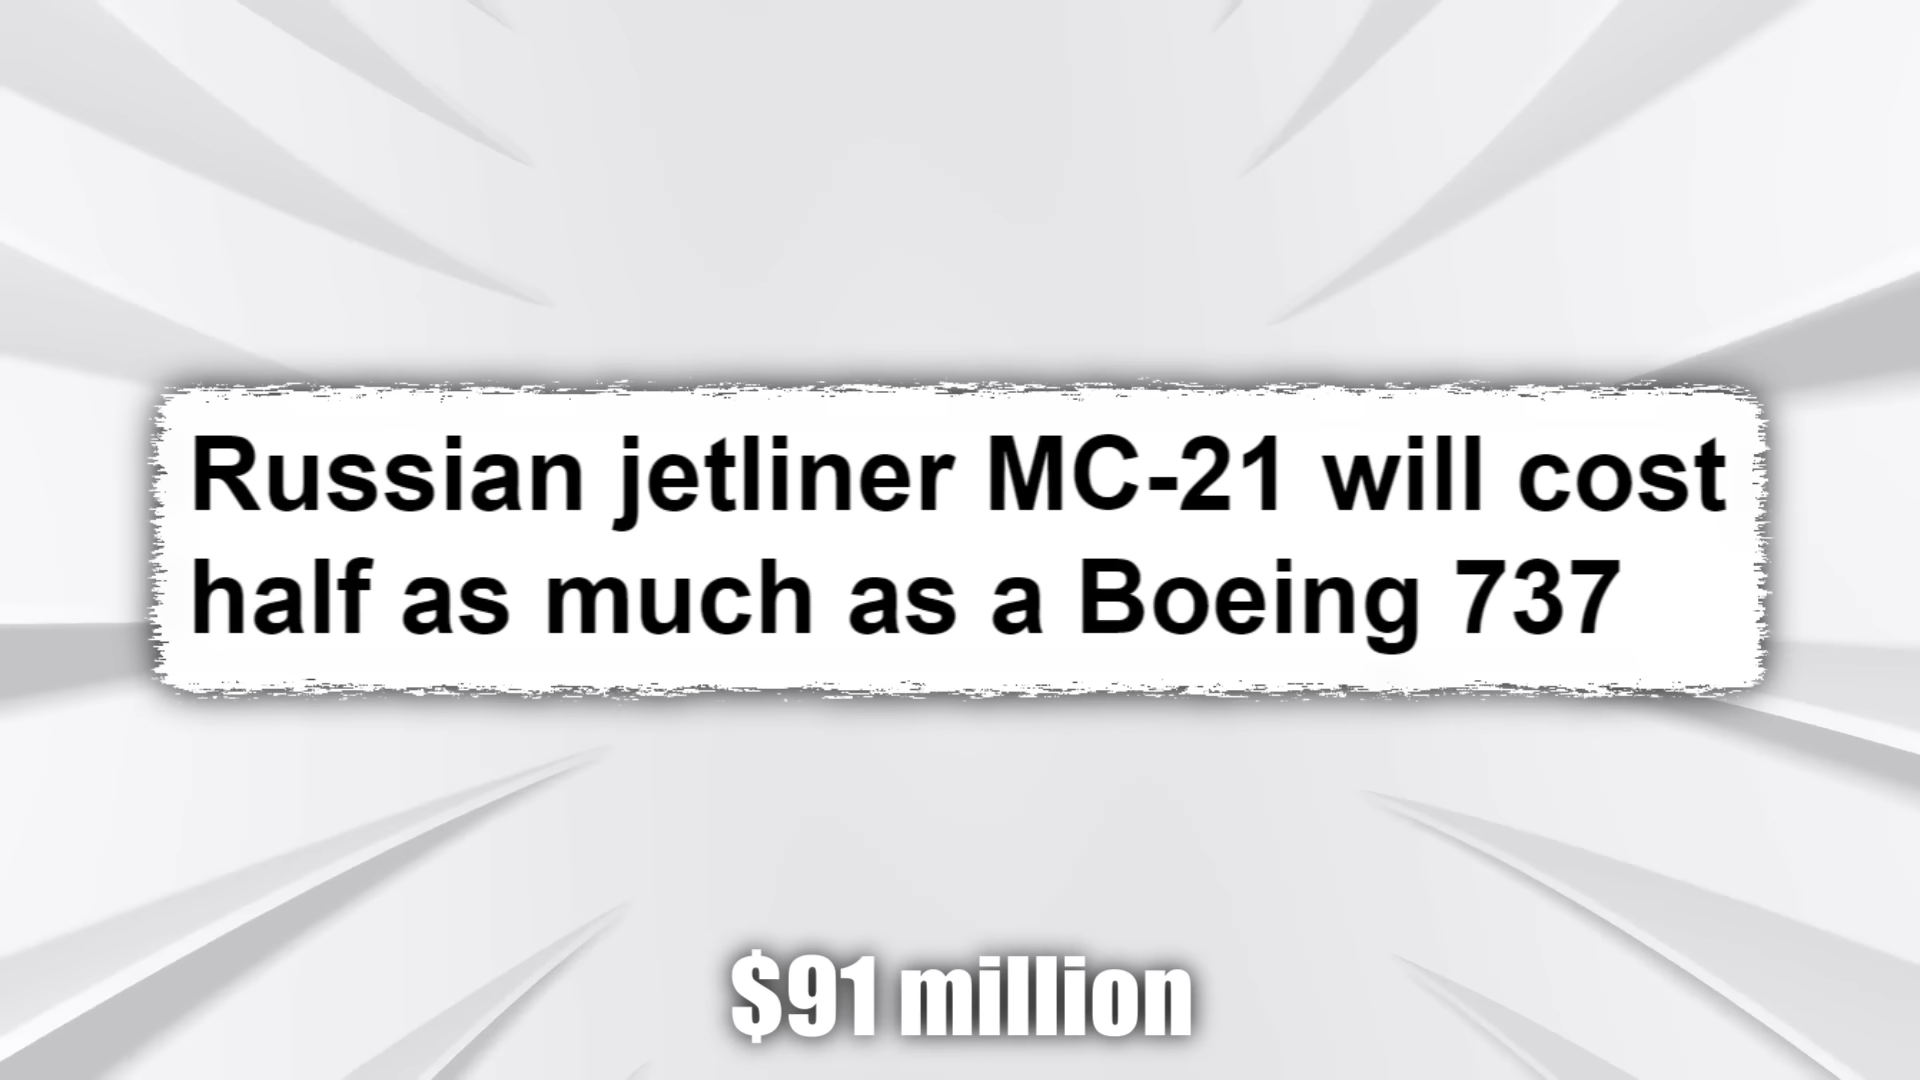 Russian jetliner MC-21 will cost
half as much as a Boeing 737
$91 million